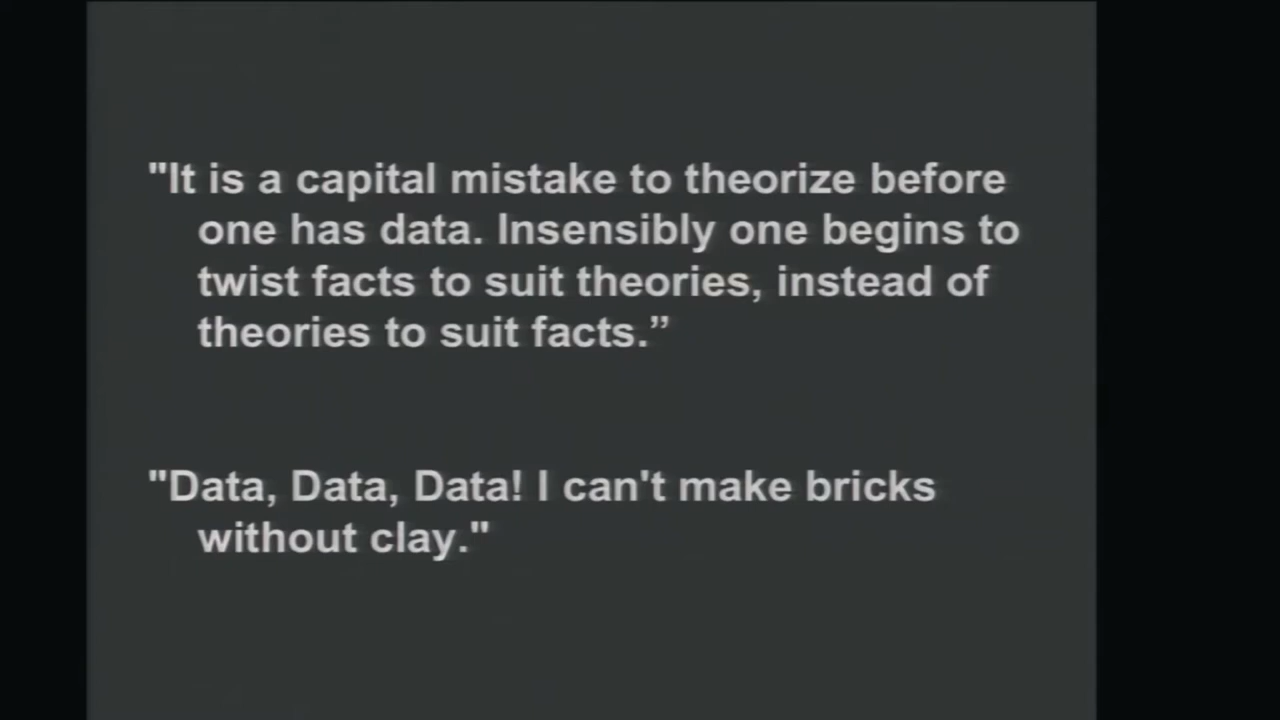 "It is a capital mistake to theorize before
one has data. Insensibly one begins to
twist facts to suit theories, instead of
theories to suit facts.”
"Data, Data, Data! I can't make bricks
without clay."